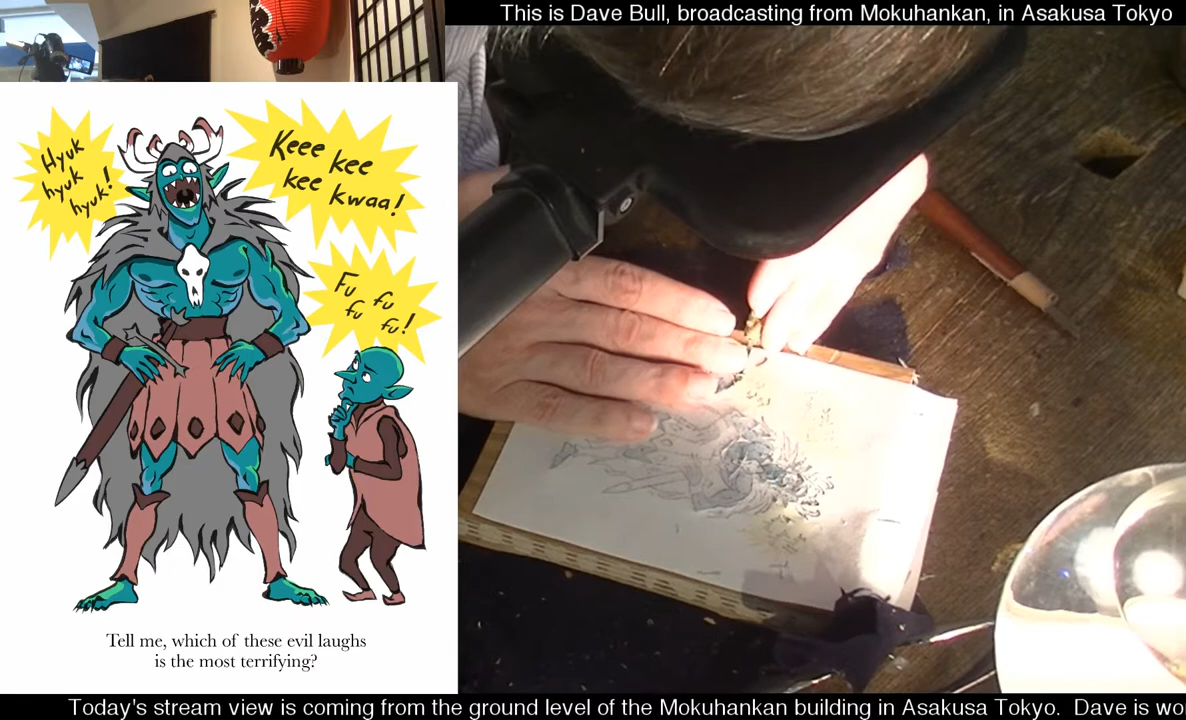 This is Dave Bull, broadcasting from Mokuhankan, in Asakusa Tokyo
Hyuk
hyuk
hyuk!
Keee kee
kee kwaa!
Fu fu
fu fu!
Tell me, which of these evil laughs
is the most terrifying?
Today's stream view is coming from the ground level of the Mokuhankan building in Asakusa Tokyo. Dave is wo